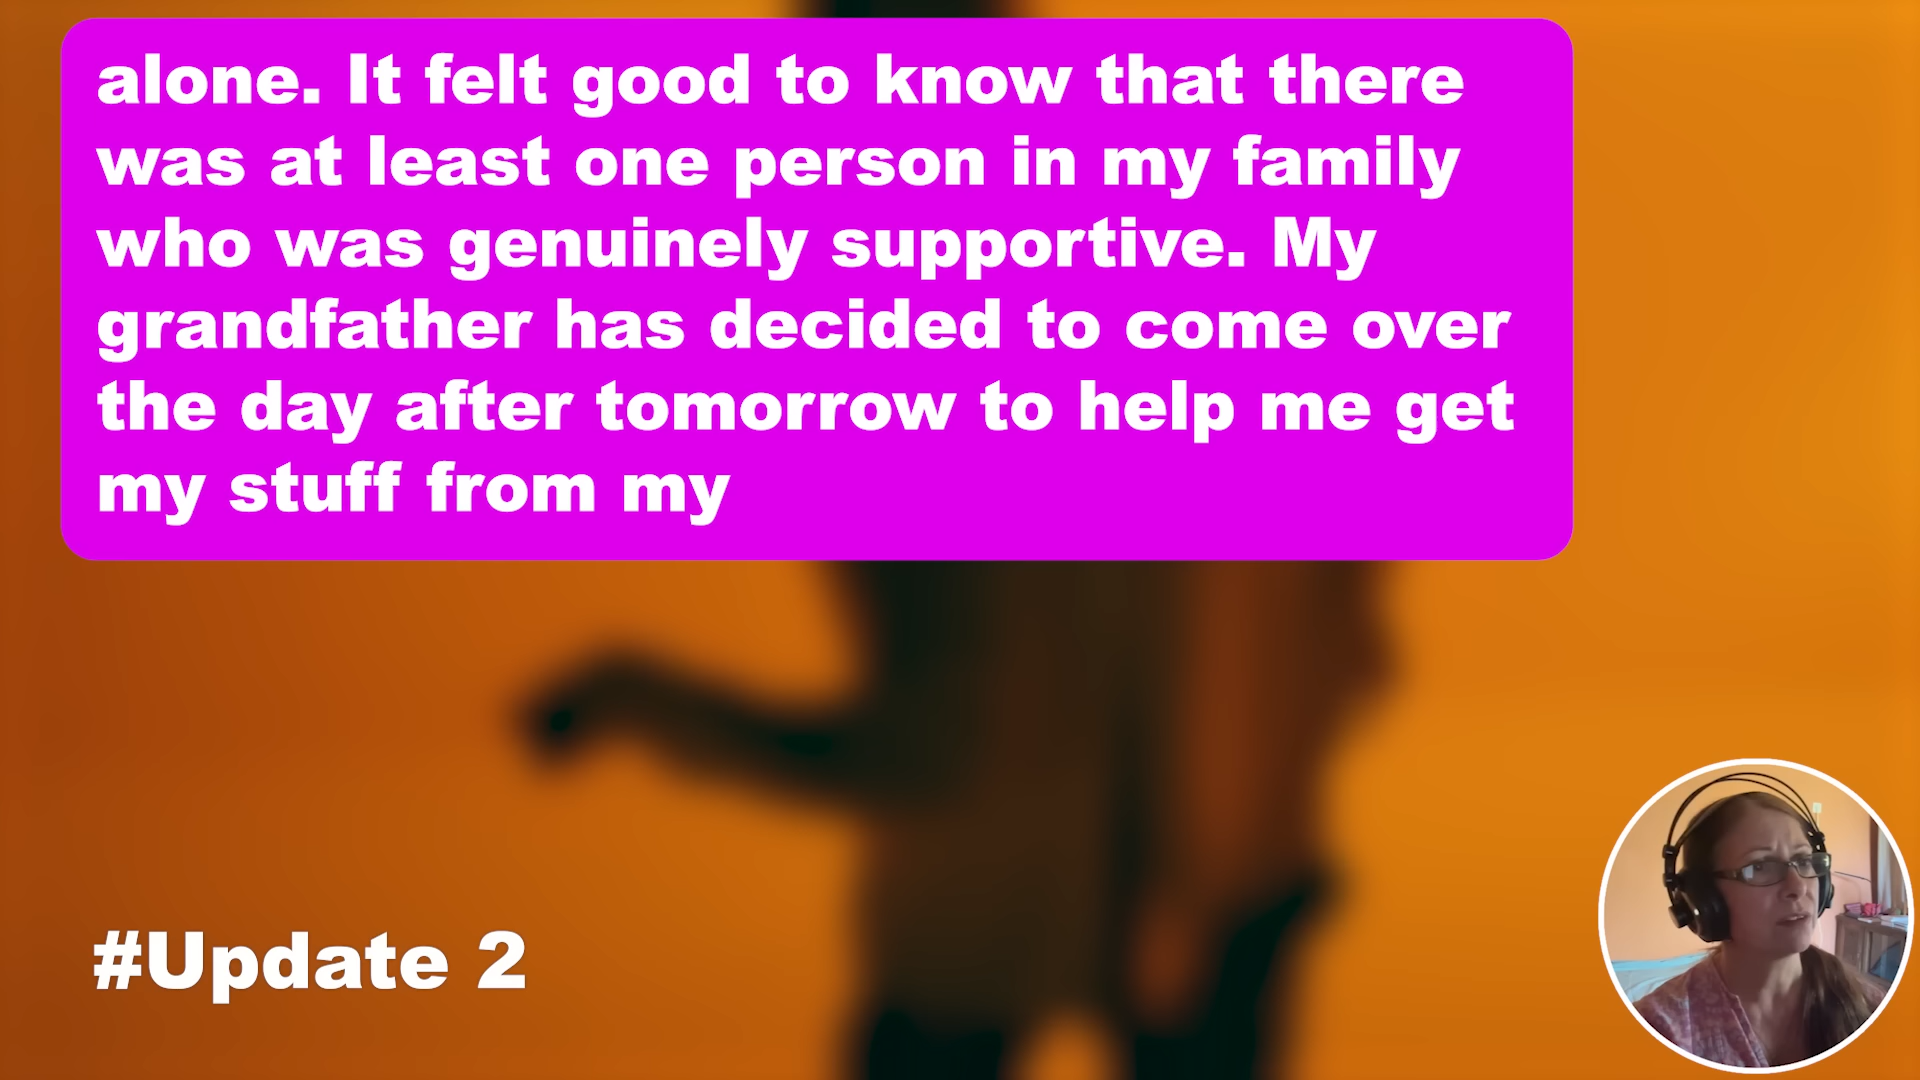 alone. It felt good to know that there
was at least one person in my family
who was genuinely supportive. My
grandfather has decided to come over
the day after tomorrow to help me get
my stuff from my
#Update 2